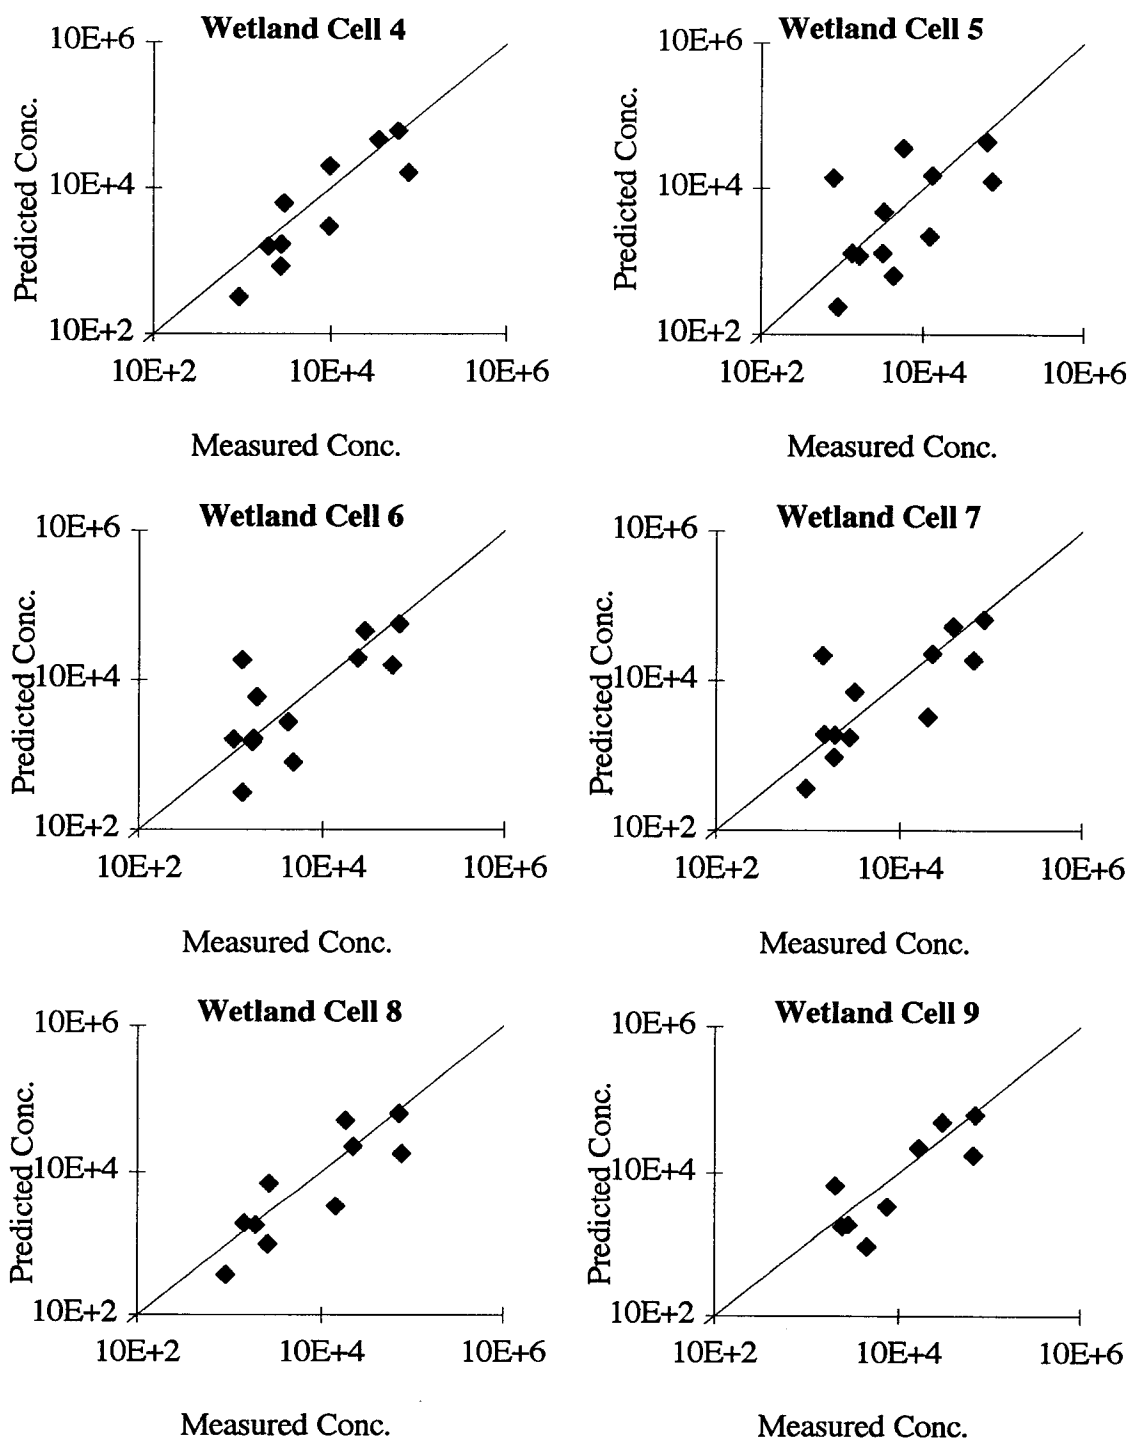 Wetland Cell 4
10E+6
Predicted Conc.
10E+4
10E+2
10E+2 10E+4 10E+6
Measured Conc.
Wetland Cell 5
10E+6
Predicted Conc.
10E+4
10E+2
10E+2 10E+4 10E+6
Measured Conc.
Wetland Cell 6
10E+6
Predicted Conc.
10E+4
10E+2
10E+2 10E+4 10E+6
Measured Conc.
Wetland Cell 7
10E+6
Predicted Conc.
10E+4
10E+2
10E+2 10E+4 10E+6
Measured Conc.
Wetland Cell 8
10E+6
Predicted Conc.
10E+4
10E+2
10E+2 10E+4 10E+6
Measured Conc.
Wetland Cell 9
10E+6
Predicted Conc.
10E+4
10E+2
10E+2 10E+4 10E+6
Measured Conc.